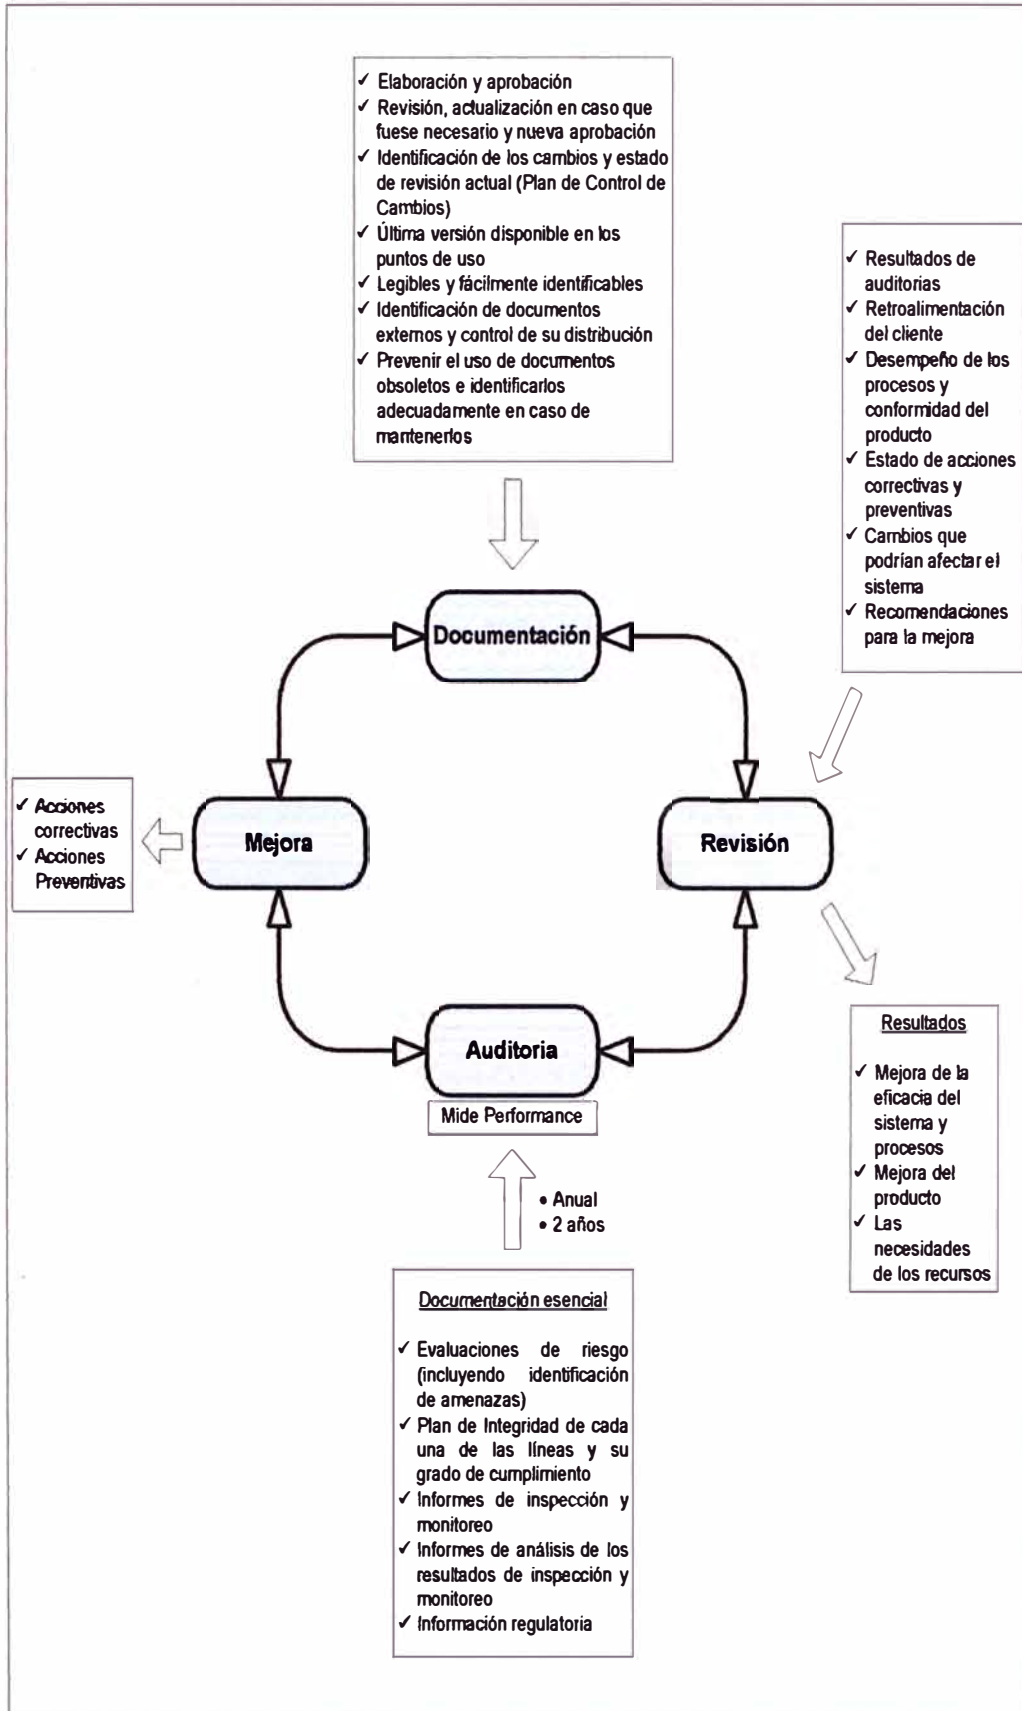 ✓ Elaboración y aprobación
✓ Revisión, actualización en caso que
fuese necesario y nueva aprobación
✓ Identificación de los cambios y estado
de revisión actual (Plan de Control de
Cambios)
✓ Última versión disponible en los
puntos de uso
✓ Legibles y fácilmente identificables
✓ Identificación de documentos
externos y control de su distribución
✓ Prevenir el uso de documentos
obsoletos e identificarlos
adecuadamente en caso de
mantenerlos
✓ Resultados de
auditorias
✓ Retroalimentación
del cliente
✓ Desempeño de los
procesos y
conformidad del
producto
✓ Estado de acciones
correctivas y
preventivas
✓ Cambios que
podrían afectar el
sistema
✓ Recomendaciones
para la mejora
Documentación
✓ Acciones
correctivas
✓ Acciones
Preventivas
Mejora
Revisión
Auditoria
Mide Performance
Resultados
✓ Mejora de la
eficacia del
sistema y
procesos
✓ Mejora del
producto
✓ Las
necesidades
de los recursos
• Anual
• 2 años
Documentación esencial
✓ Evaluaciones de riesgo
(incluyendo identificación
de amenazas)
✓ Plan de Integridad de cada
una de las líneas y su
grado de cumplimiento
✓ Informes de inspección y
monitoreo
✓ Informes de análisis de los
resultados de inspección y
monitoreo
✓ Información regulatoria